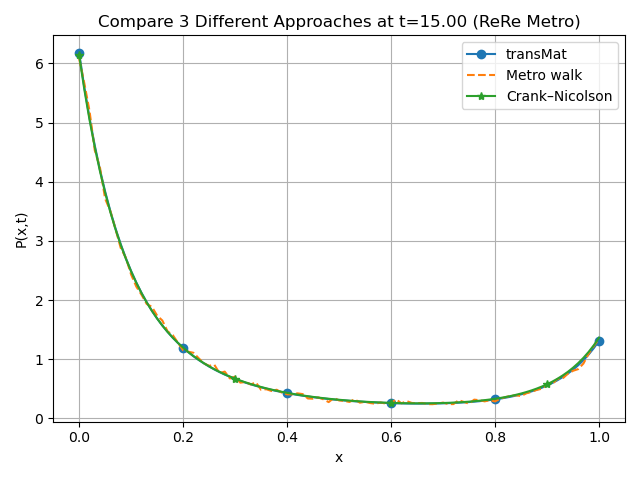 Compare 3 Different Approaches at t=15.00 (ReRe Metro)
transMat
Metro walk
Crank–Nicolson
P(x,t)
6
5
4
3
2
1
0
0.0 0.2 0.4 0.6 0.8 1.0
x